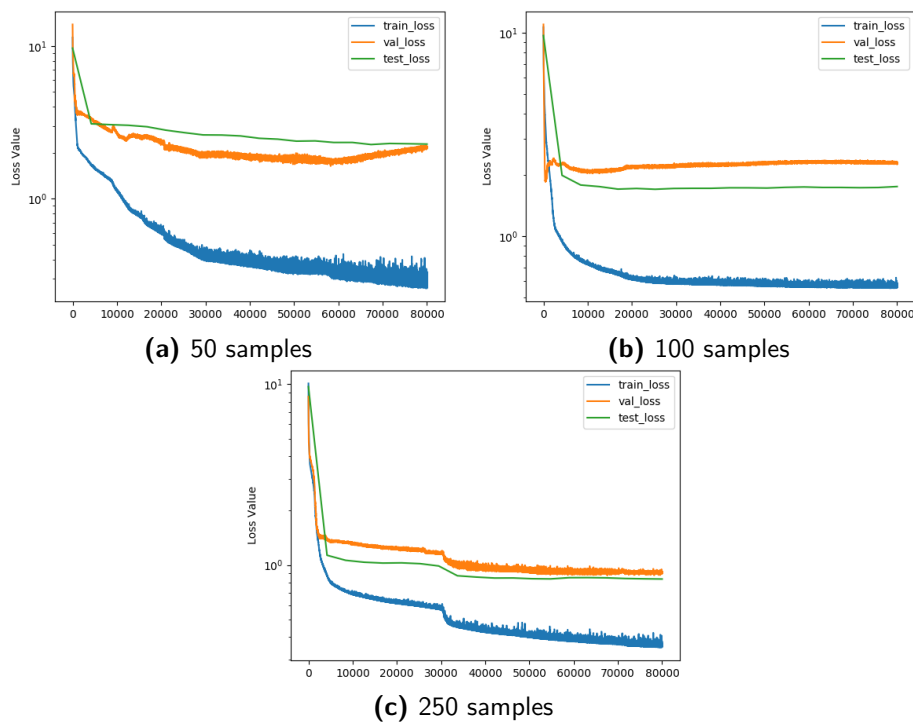 train_loss
val_loss
test_loss
10¹
10⁰
Loss Value
0 10000 20000 30000 40000 50000 60000 70000 80000
(a) 50 samples
train_loss
val_loss
test_loss
10¹
10⁰
Loss Value
0 10000 20000 30000 40000 50000 60000 70000 80000
(b) 100 samples
train_loss
val_loss
test_loss
10¹
10⁰
Loss Value
0 10000 20000 30000 40000 50000 60000 70000 80000
(c) 250 samples